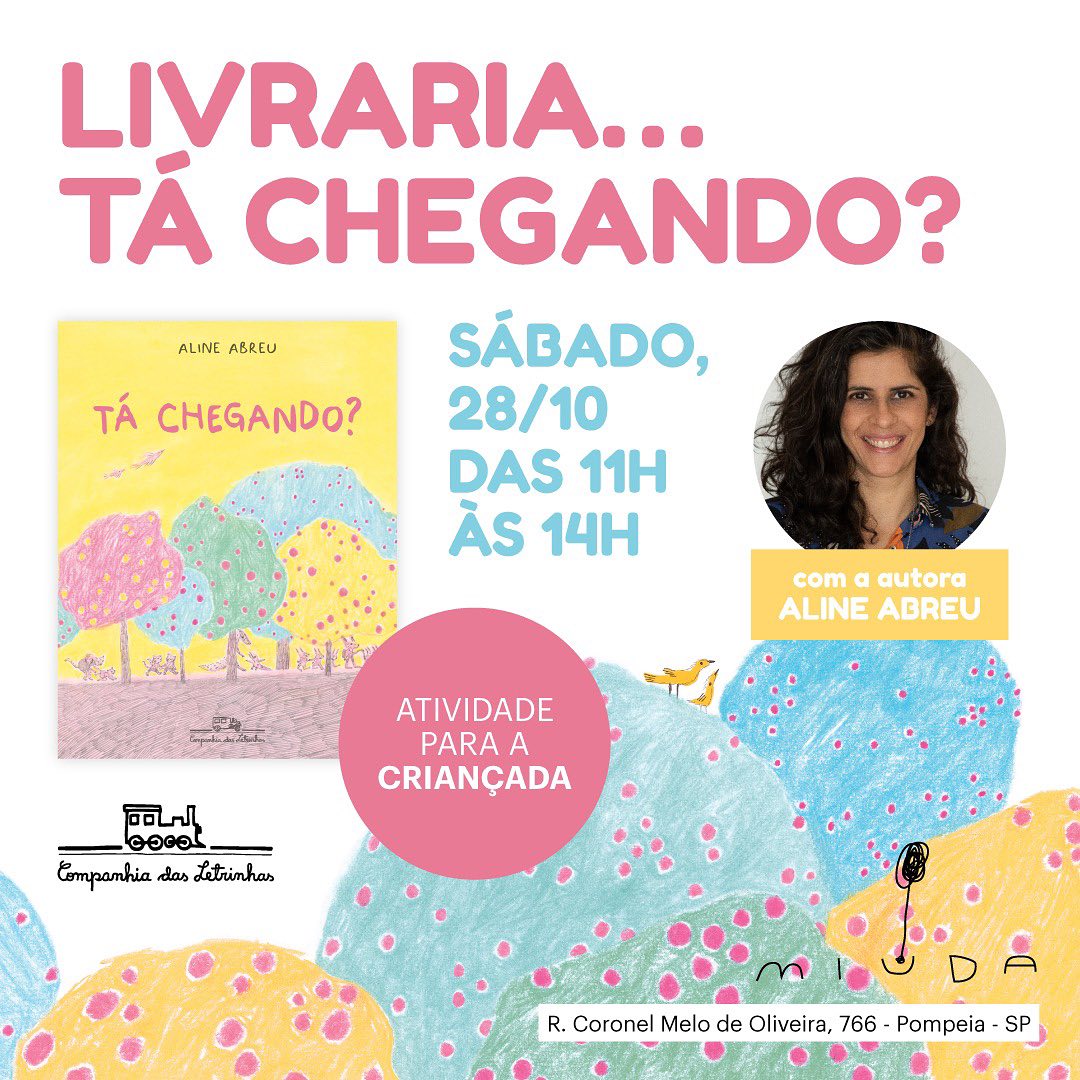 LIVRARIA...
TÁ CHEGANDO?
ALINE ABREU
TÁ CHEGANDO?
Companhia das Letrinhas
SÁBADO,
28/10
DAS 11H
ÀS 14H
com a autora
ALINE ABREU
ATIVIDADE
PARA A
CRIANÇADA
Companhia das Letrinhas
MIUDA
R. Coronel Melo de Oliveira, 766 - Pompeia - SP